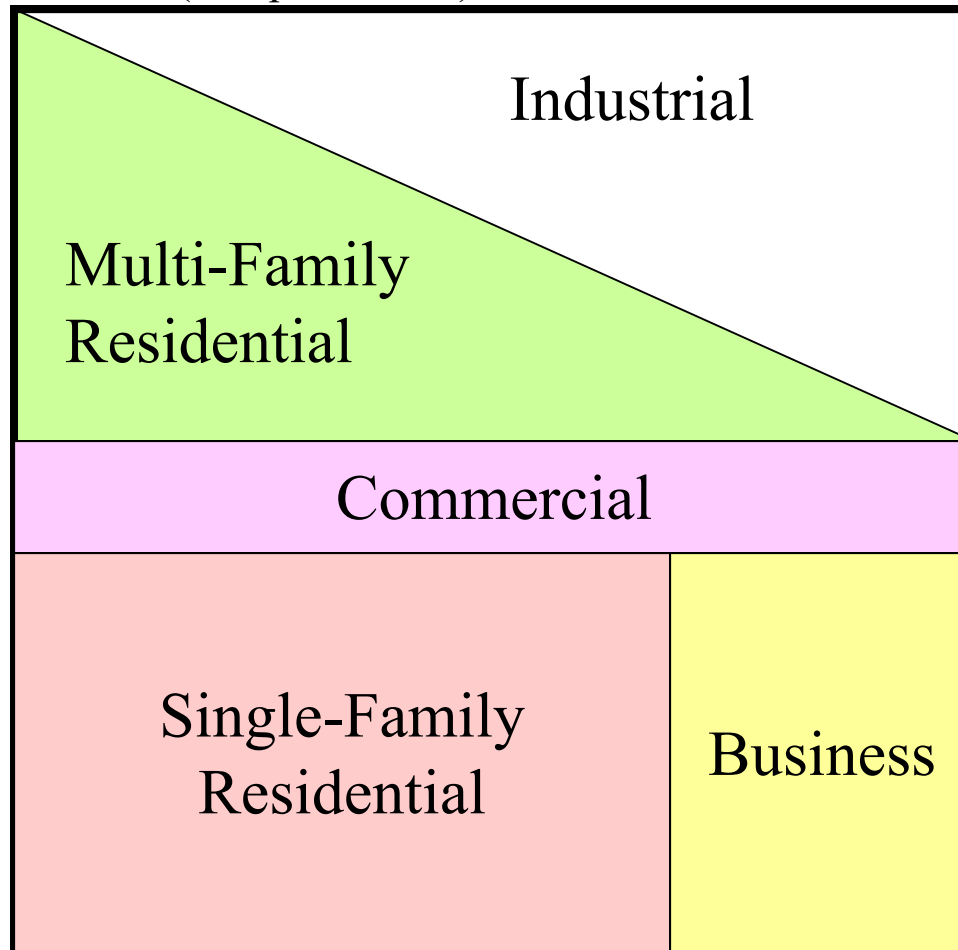 Industrial
Multi-Family
Residential
Commercial
Single-Family
Residential
Business